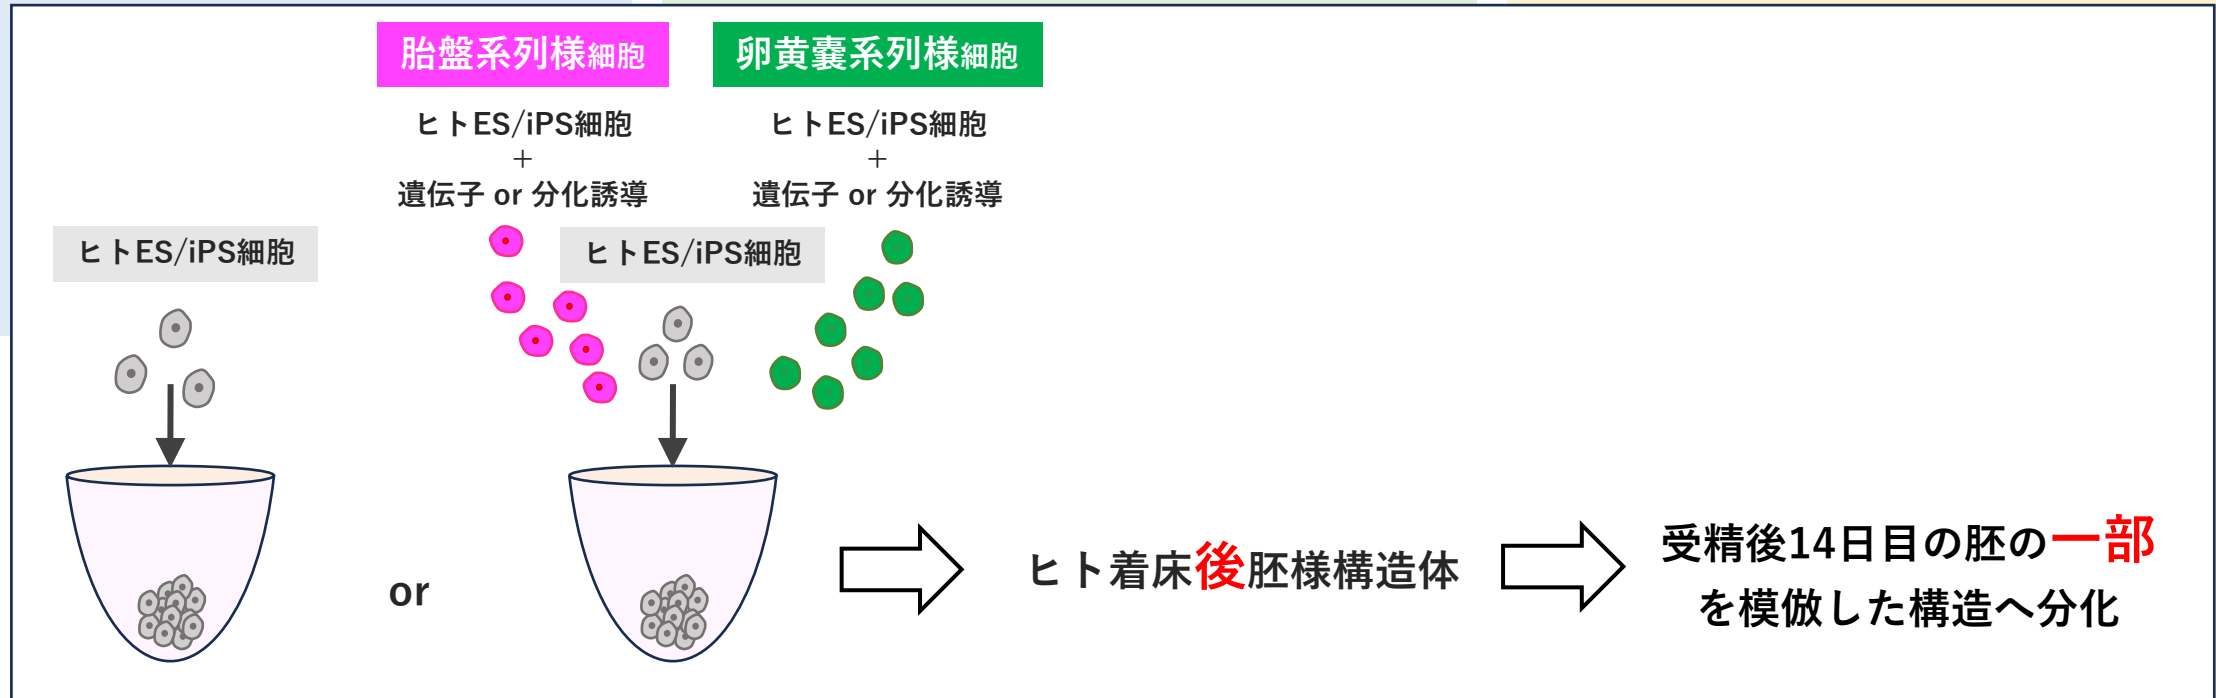 胎盤系列様細胞
卵黄嚢系列様細胞
ヒトES/iPS細胞
+
遺伝子 or 分化誘導
ヒトES/iPS細胞
+
遺伝子 or 分化誘導
ヒトES/iPS細胞
ヒトES/iPS細胞
or
ヒト着床後胚様構造体
受精後14日目の胚の一部
を模倣した構造へ分化